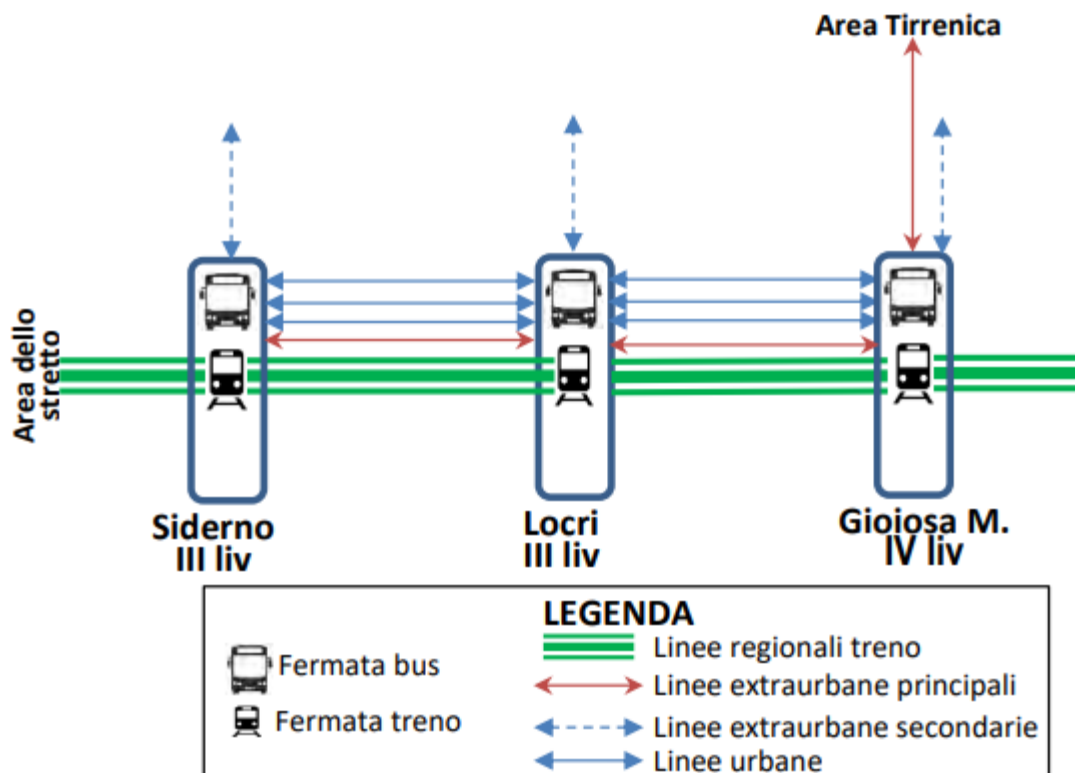 Area Tirrenica
Area dello
stretto
Siderno
III liv
Locri
III liv
Gioiosa M.
IV liv
LEGENDA
Fermata bus
Fermata treno
Linee regionali treno
Linee extraurbane principali
Linee extraurbane secondarie
Linee urbane